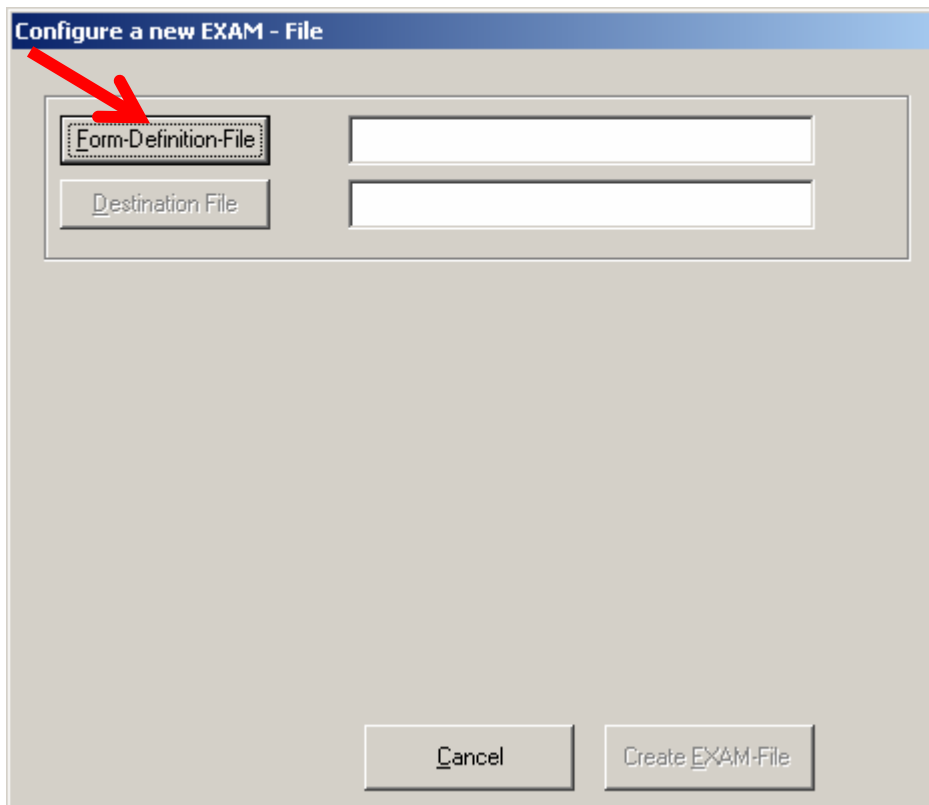 Configure a new EXAM - File
Form-Definition-File
Destination File
Cancel
Create EXAM-File